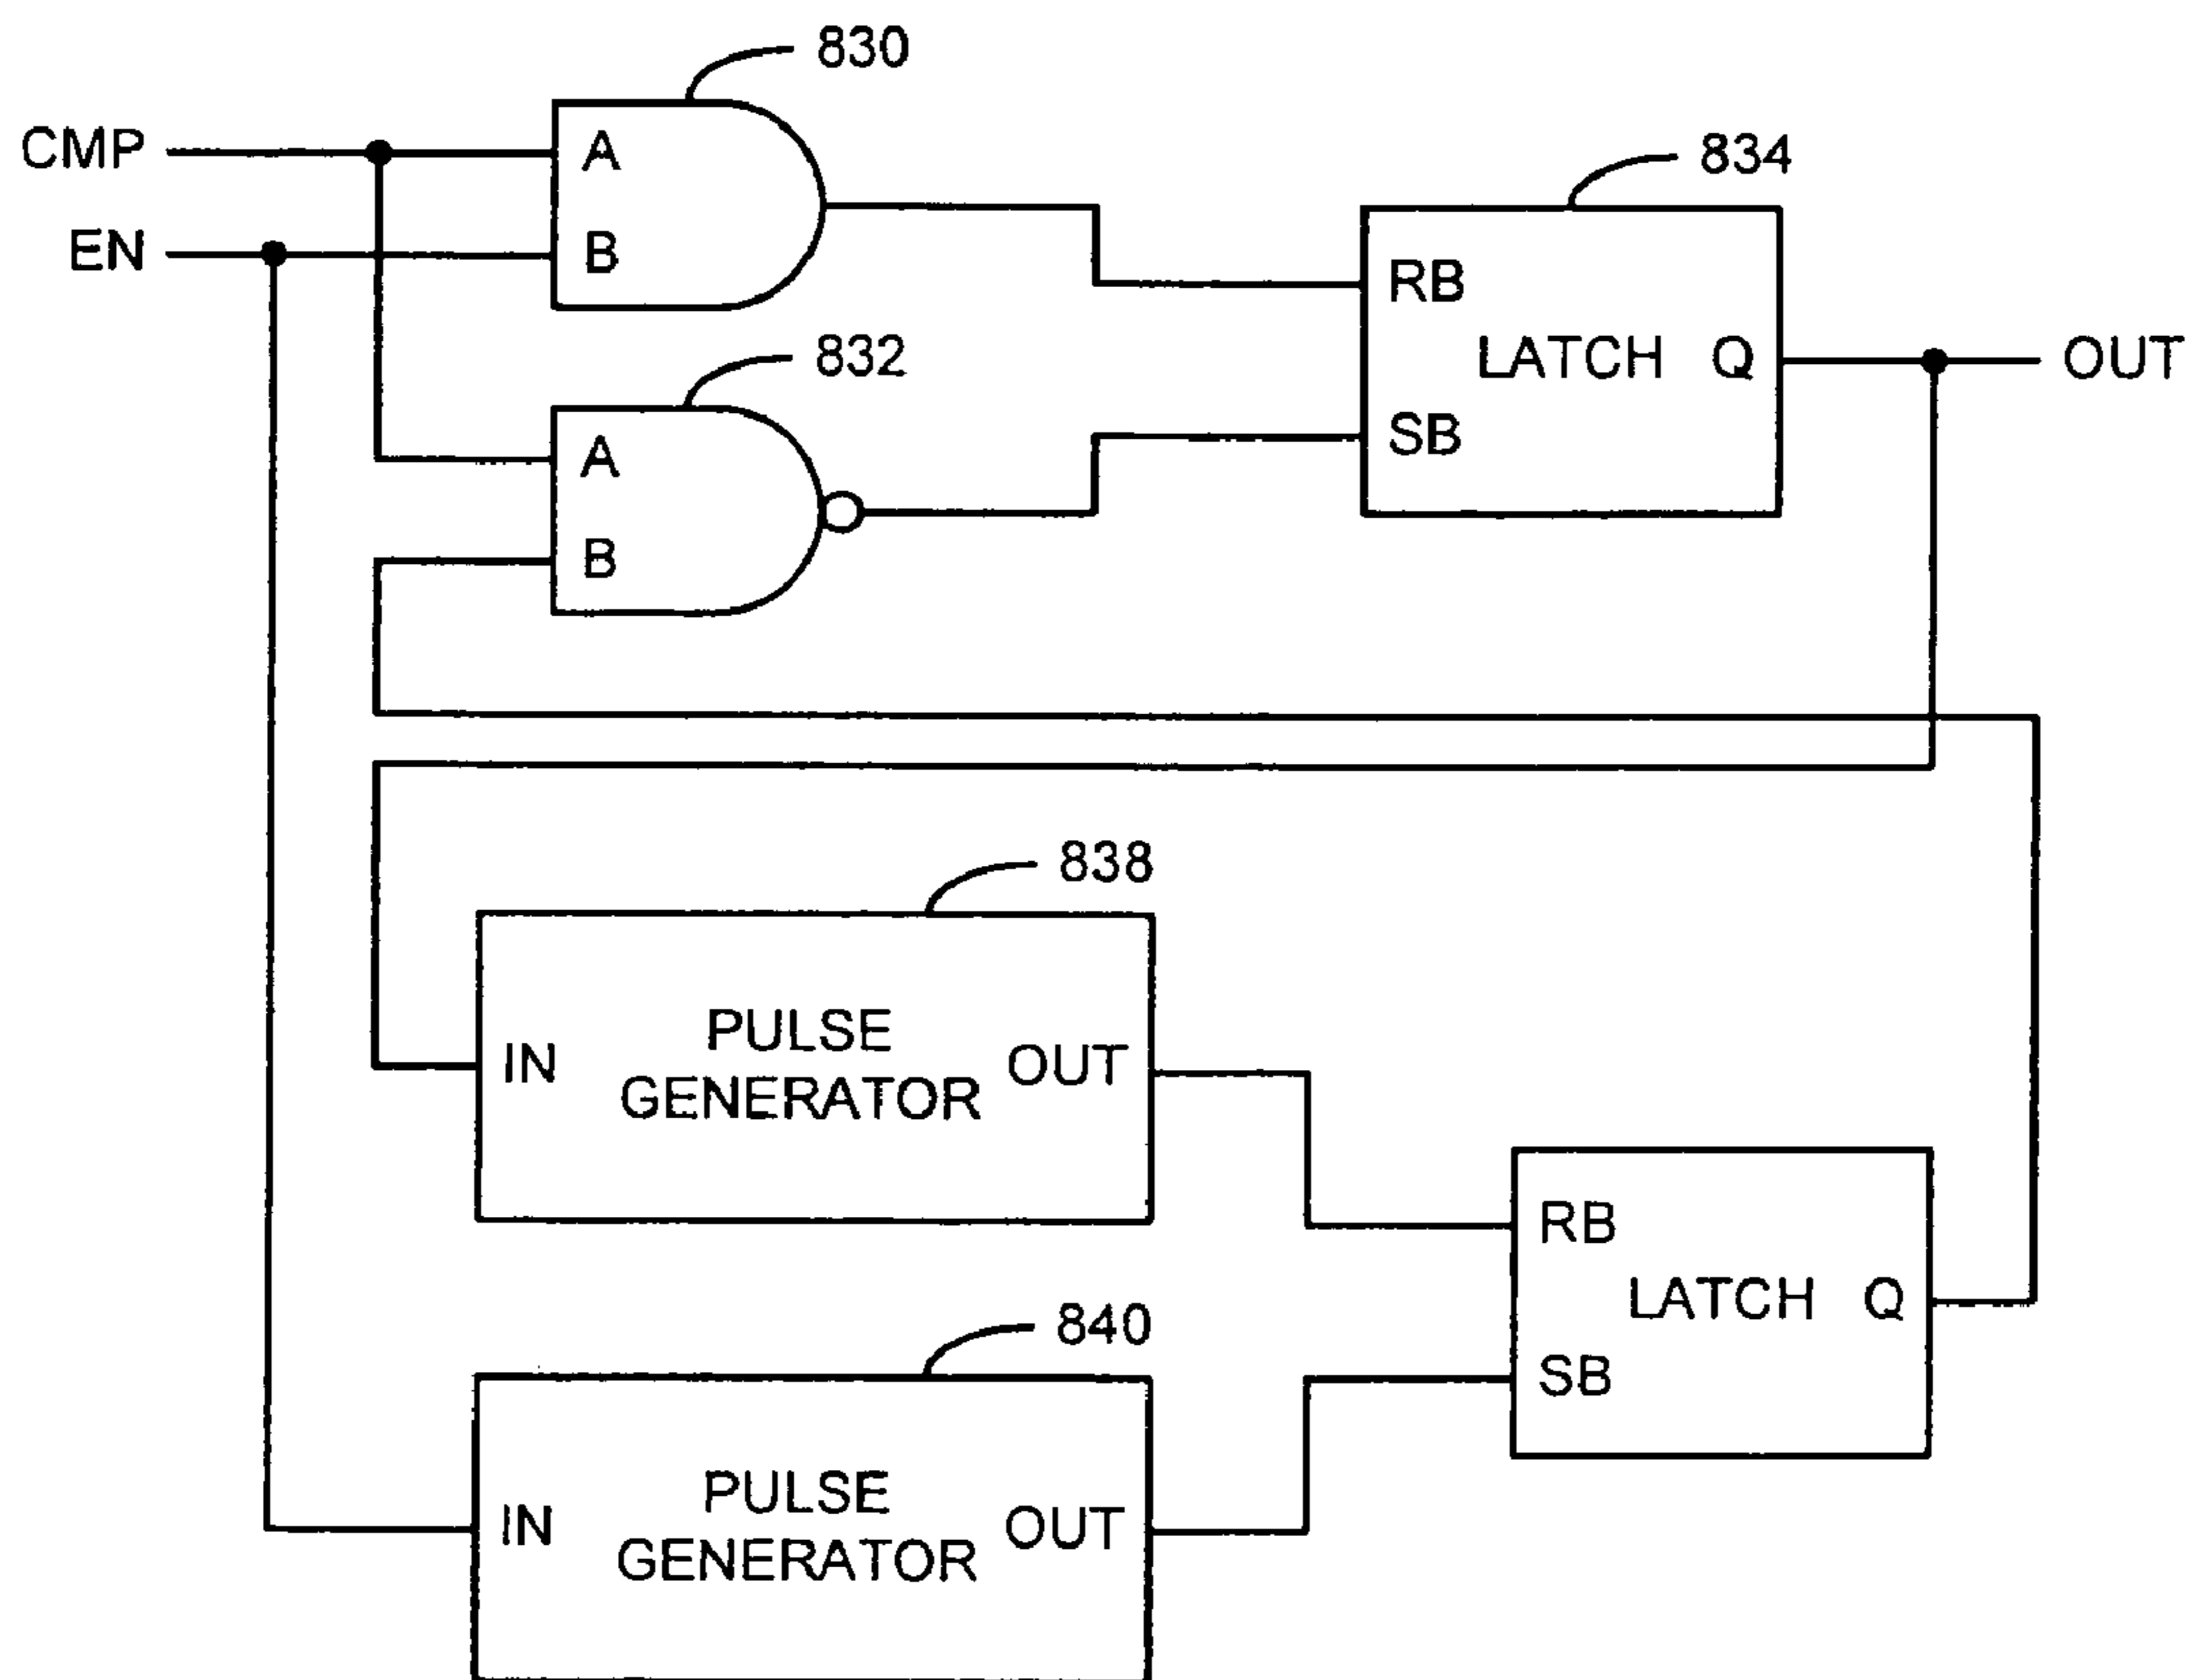 830
CMP
A
834
EN
B
RB
832
LATCH Q
OUT
A
SB
B
838
PULSE
GENERATOR
IN
OUT
RB
LATCH Q
840
SB
PULSE
GENERATOR
IN
OUT